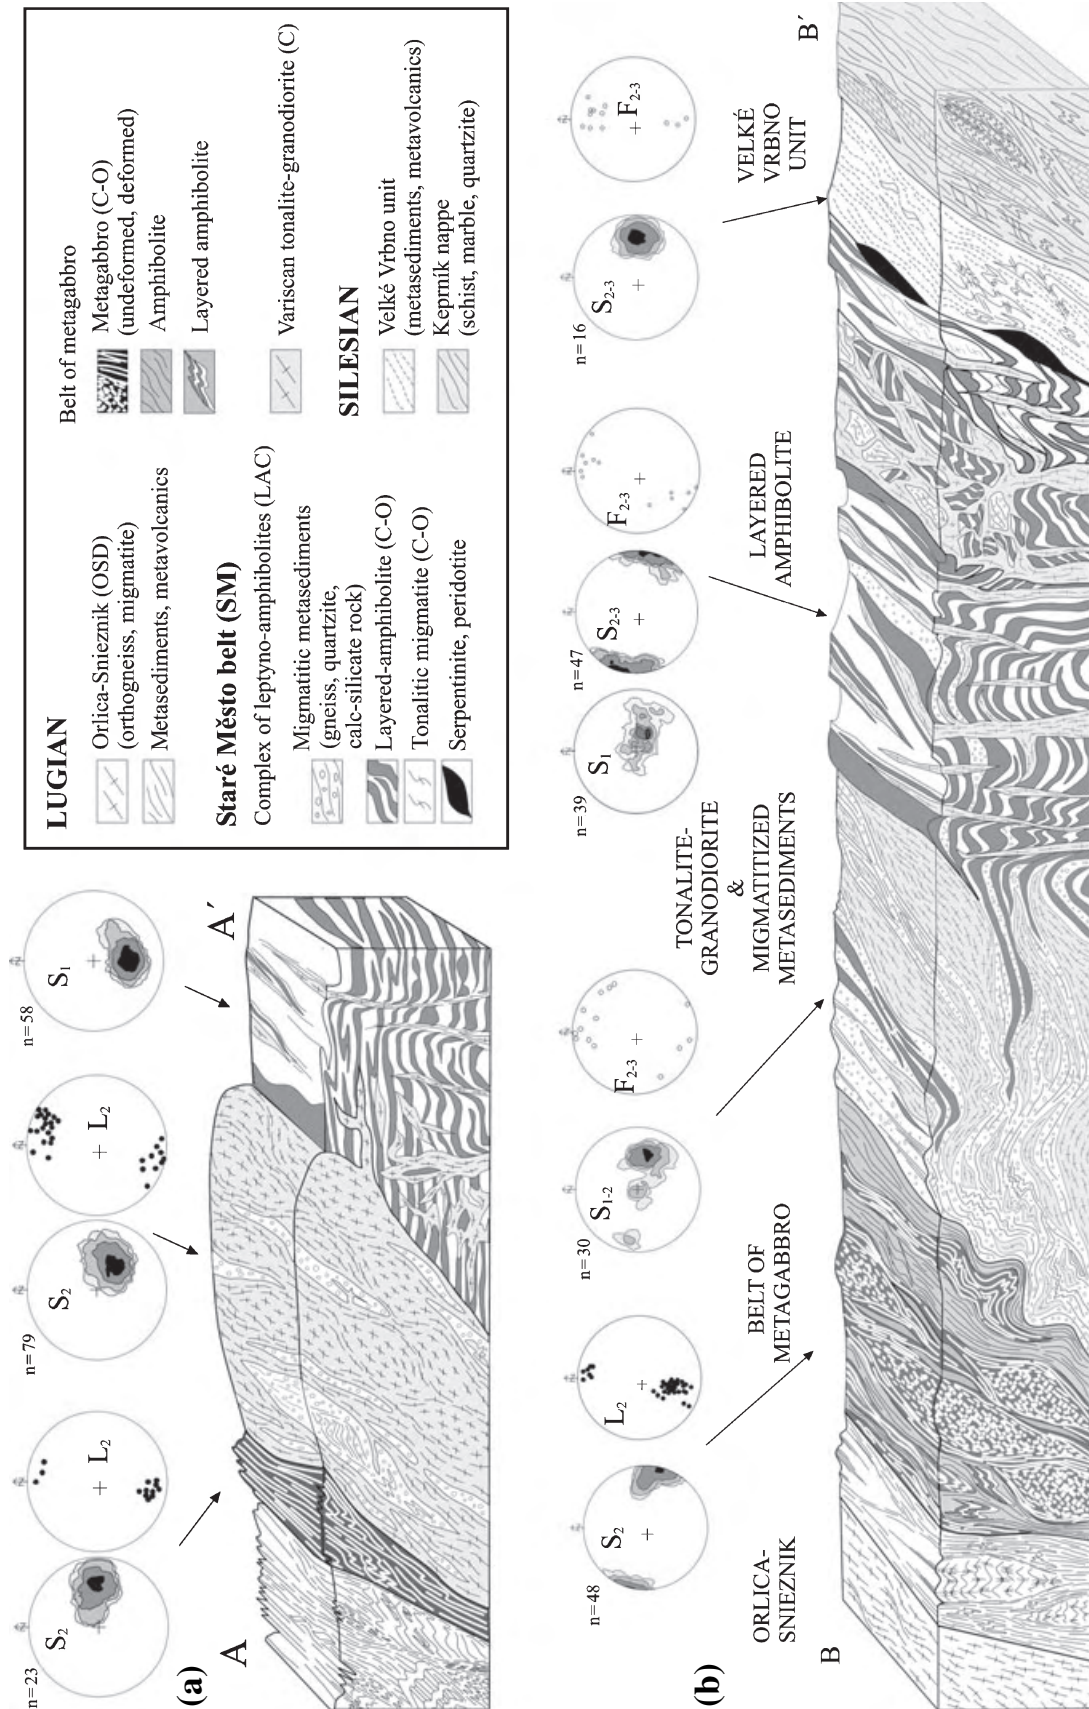 LUGIAN
Orlica-Snieznik (OSD)
(orthogneiss, migmatite)
Metasediments, metavolcanics
Staré Město belt (SM)
Complex of leptyno-amphibolites (LAC)
Migmatitic metasediments
(gneiss, quartzite,
calc-silicate rock)
Layered-amphibolite (C-O)
Tonalitic migmatite (C-O)
Serpentinite, peridotite
Belt of metagabbro
Metagabbro (C-O)
(undeformed, deformed)
Amphibolite
Layered amphibolite
Variscan tonalite-granodiorite (C)
SILESIAN
Velké Vrbno unit
(metasediments, metavolcanics)
Keprník nappe
(schist, marble, quartzite)
(a)
A
A´
n=23
S2
N
L2
N
n=79
S2
N
L2
N
n=58
S1
N
(b)
B
B´
n=48
S2
N
L2
N
n=30
S1-2
N
F2-3
N
n=39
S1
N
n=47
S2-3
N
F2-3
N
n=16
S2-3
N
F2-3
N
ORLICA-
SNIEZNIK
BELT OF
METAGABBRO
TONALITE-
GRANODIORITE
&
MIGMATITIZED
METASEDIMENTS
LAYERED
AMPHIBOLITE
VELKÉ
VRBNO
UNIT